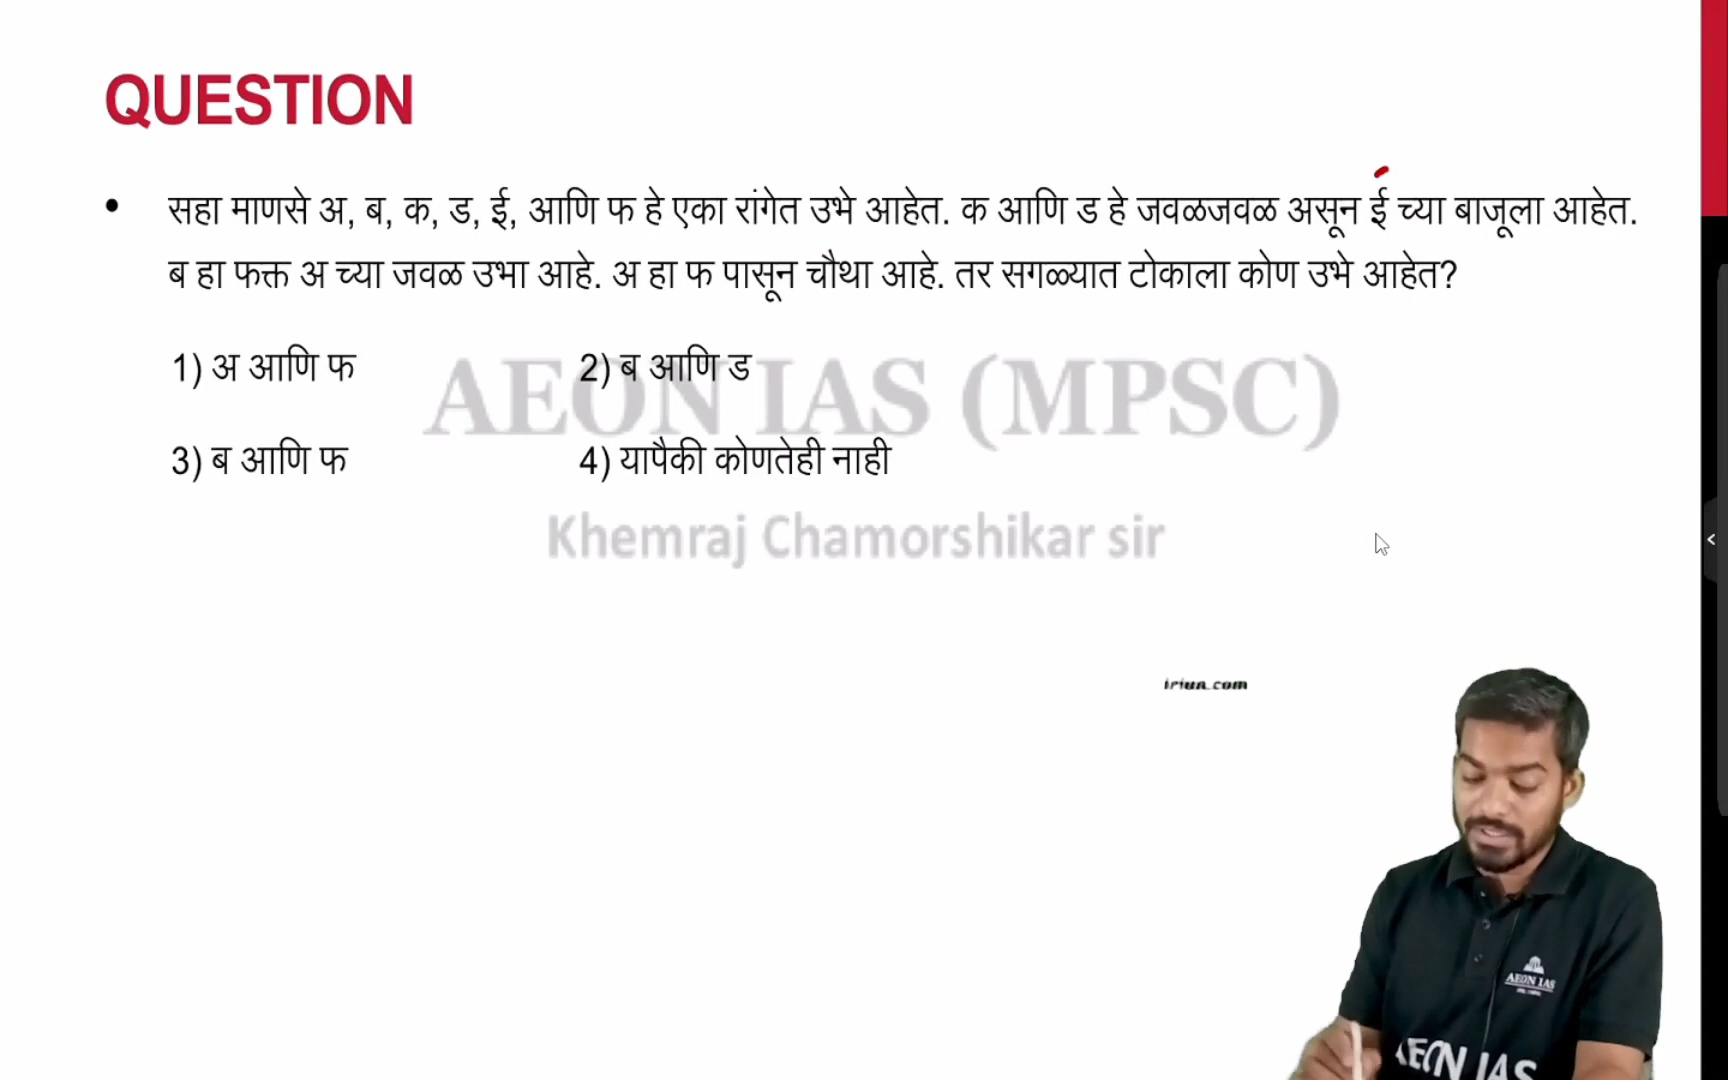 QUESTION
• सहा माणसे अ, ब, क, ड, ई, आणि फ हे एका रांगेत उभे आहेत. क आणि ड हे जवळजवळ असून ई च्या बाजूला आहेत.
ब हा फक्त अ च्या जवळ उभा आहे. अ हा फ पासून चौथा आहे. तर सगळ्यात टोकाला कोण उभे आहेत?
1) अ आणि फ 2) ब आणि ड
AEON IAS (MPSC)
3) ब आणि फ 4) यापैकी कोणतेही नाही
Khemraj Chamorshikar sir
iriun.com
AEON IAS
AEON IAS